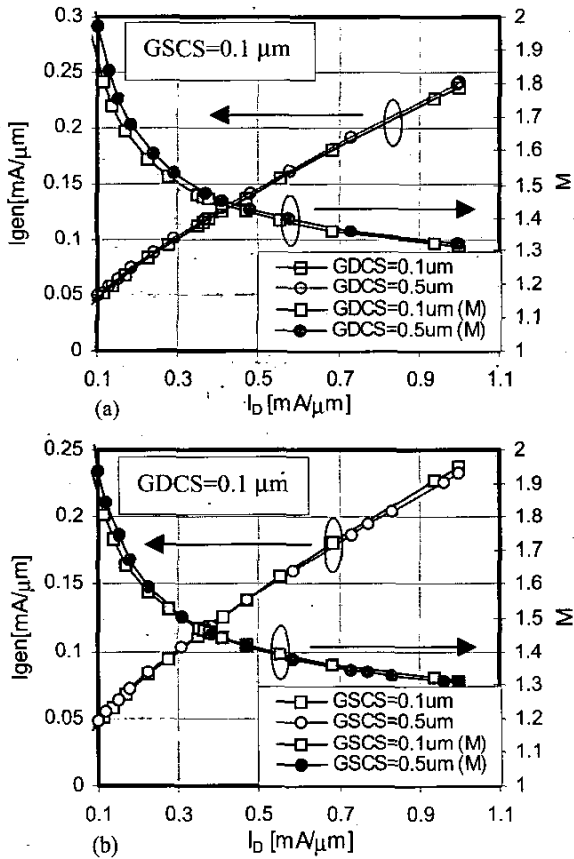 GSCS=0.1 μm
Igen[mA/μm]
0.3
0.25
0.2
0.15
0.1
0.05
0
2
1.9
1.8
1.7
1.6
1.5
1.4
1.3
1.2
1.1
1
M
GDCS=0.1um
GDCS=0.5um
GDCS=0.1um (M)
GDCS=0.5um (M)
0.1 0.3 0.5 0.7 0.9 1.1
(a)
I_D [mA/μm]
GDCS=0.1 μm
Igen[mA/μm]
0.25
0.2
0.15
0.1
0.05
0
2
1.9
1.8
1.7
1.6
1.5
1.4
1.3
1.2
1.1
1
M
GSCS=0.1um
GSCS=0.5um
GSCS=0.1um (M)
GSCS=0.5um (M)
0.1 0.3 0.5 0.7 0.9 1.1
(b)
I_D [mA/μm]